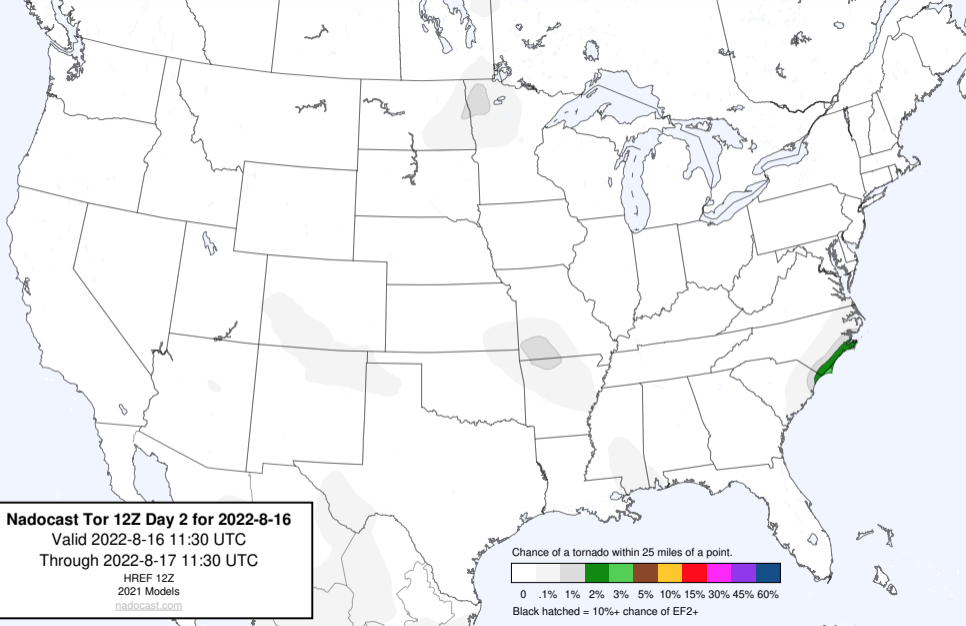 Nadocast Tor 12Z Day 2 for 2022-8-16
Valid 2022-8-16 11:30 UTC
Through 2022-8-17 11:30 UTC
HREF 12Z
2021 Models
nadocast.com
Chance of a tornado within 25 miles of a point.
0 .1% 1% 2% 3% 5% 10% 15% 30% 45% 60%
Black hatched = 10%+ chance of EF2+